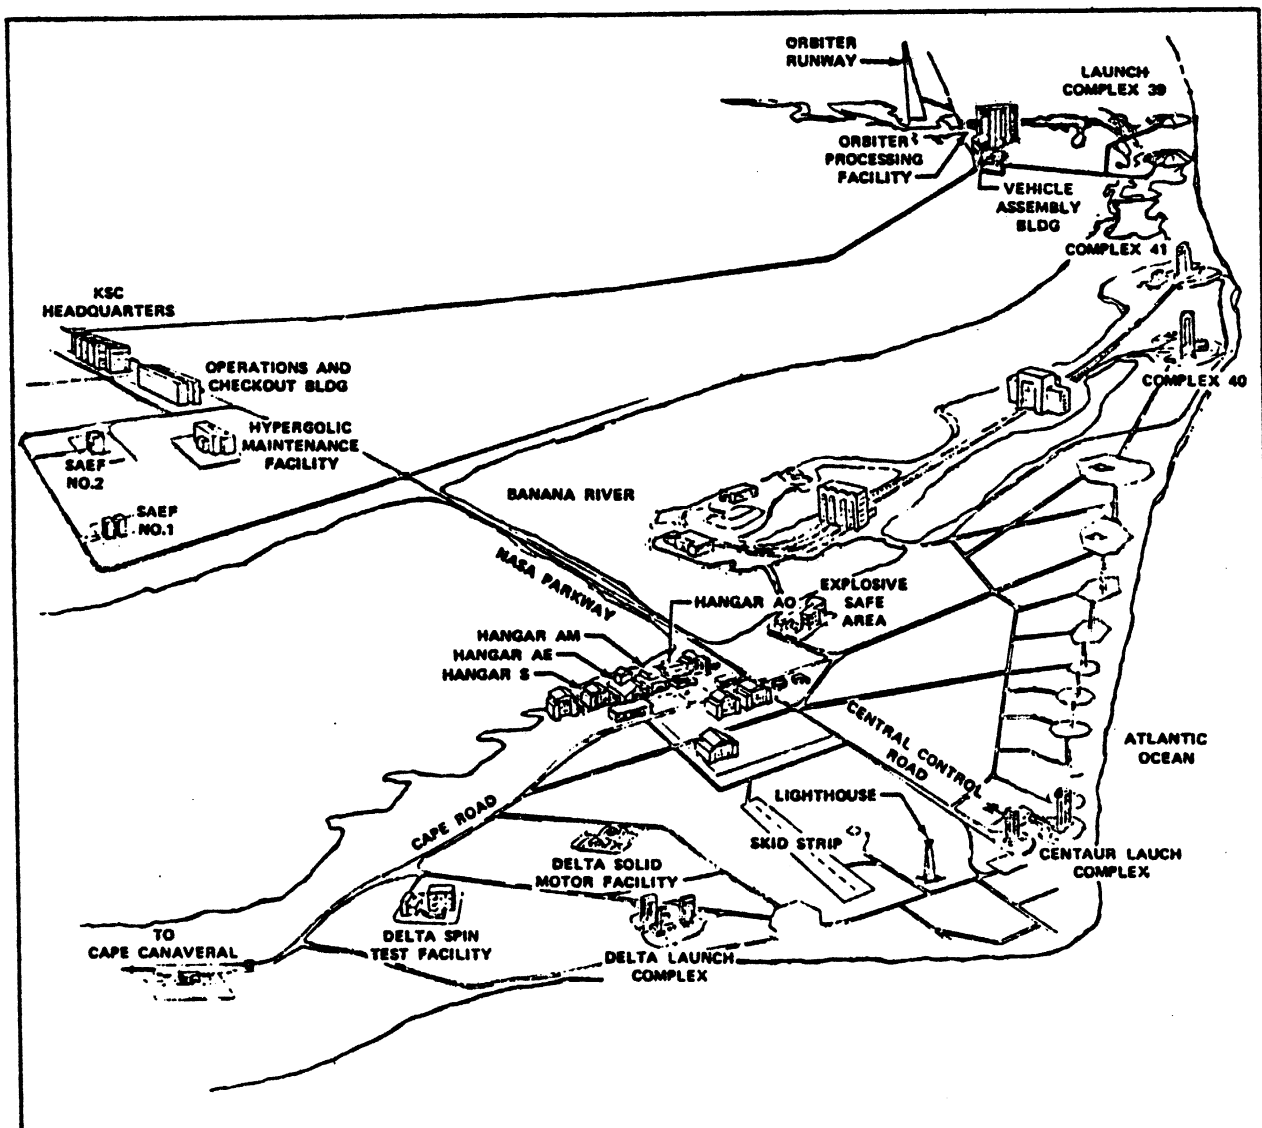 ORBITER
RUNWAY
LAUNCH
COMPLEX 39
ORBITER
PROCESSING
FACILITY
VEHICLE
ASSEMBLY
BLDG
COMPLEX 41
KSC
HEADQUARTERS
OPERATIONS AND
CHECKOUT BLDG
COMPLEX 40
HYPERGOLIC
MAINTENANCE
FACILITY
SAEF
NO.2
SAEF
NO.1
BANANA RIVER
NASA PARKWAY
EXPLOSIVE
SAFE
AREA
HANGAR AO
HANGAR AM
HANGAR AE
HANGAR S
CENTRAL CONTROL
ROAD
ATLANTIC
OCEAN
CAPE ROAD
LIGHTHOUSE
SKID STRIP
CENTAUR LAUCH
COMPLEX
DELTA SOLID
MOTOR FACILITY
DELTA SPIN
TEST FACILITY
TO
CAPE CANAVERAL
DELTA LAUNCH
COMPLEX